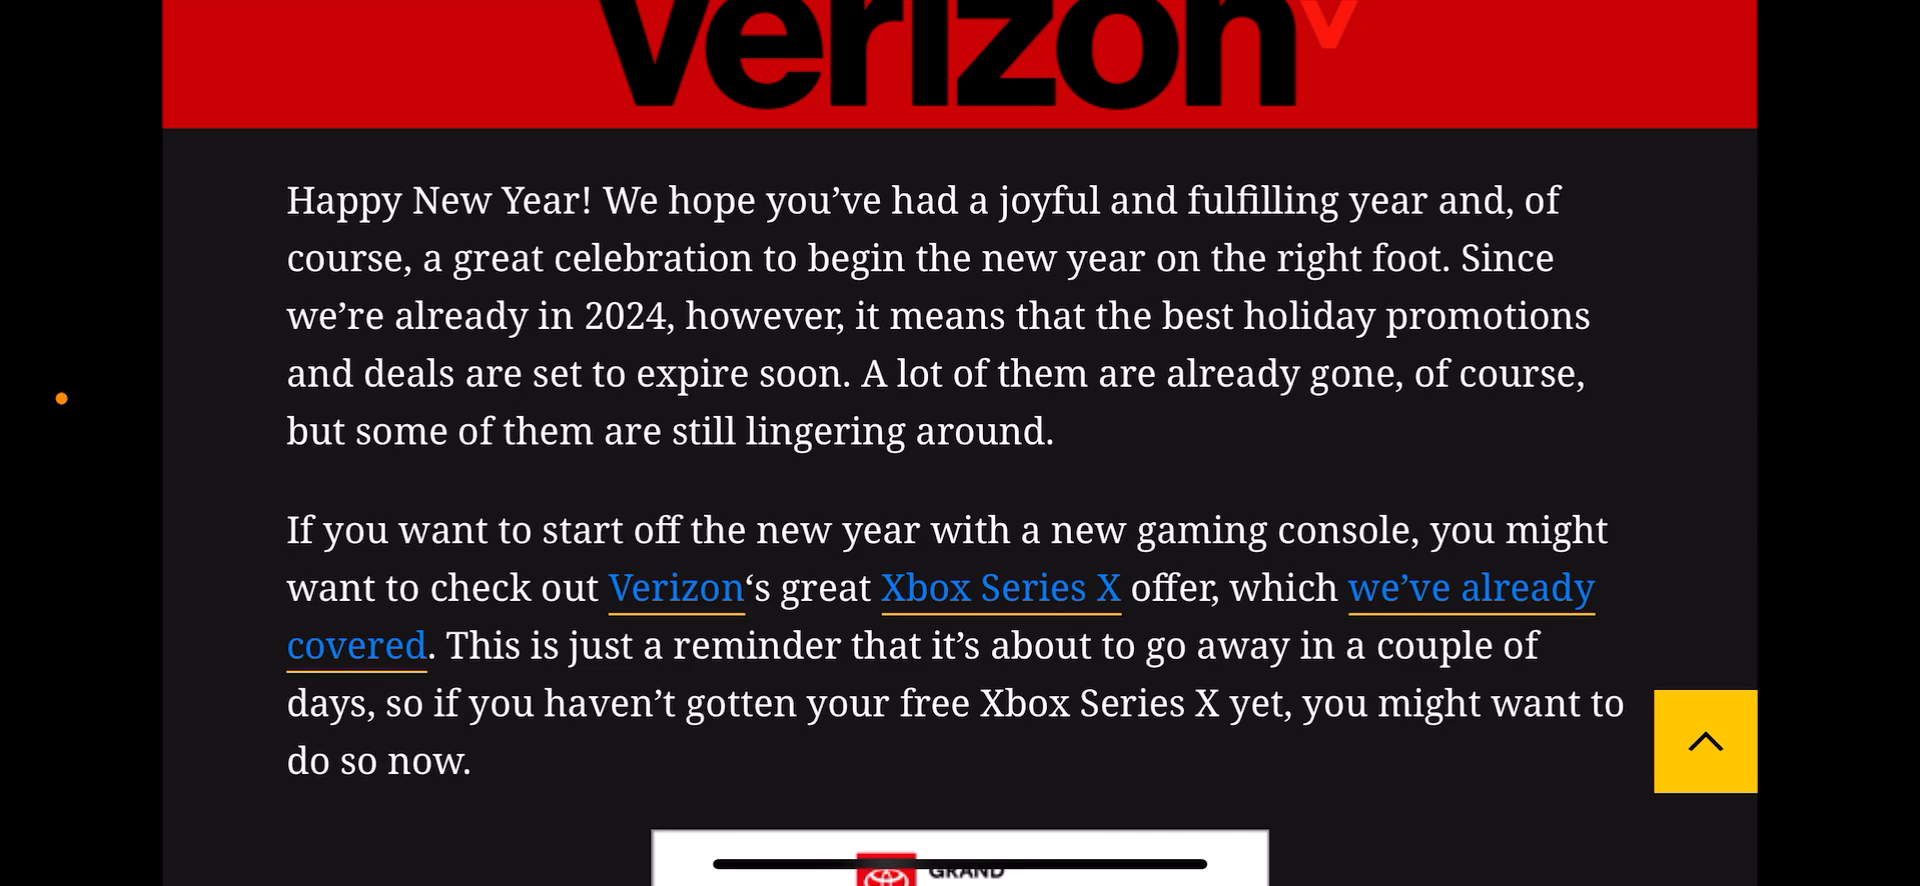 verizon
Happy New Year! We hope you’ve had a joyful and fulfilling year and, of
course, a great celebration to begin the new year on the right foot. Since
we’re already in 2024, however, it means that the best holiday promotions
and deals are set to expire soon. A lot of them are already gone, of course,
but some of them are still lingering around.
If you want to start off the new year with a new gaming console, you might
want to check out Verizon‘s great Xbox Series X offer, which we’ve already
covered. This is just a reminder that it’s about to go away in a couple of
days, so if you haven’t gotten your free Xbox Series X yet, you might want to
do so now.
GRAND